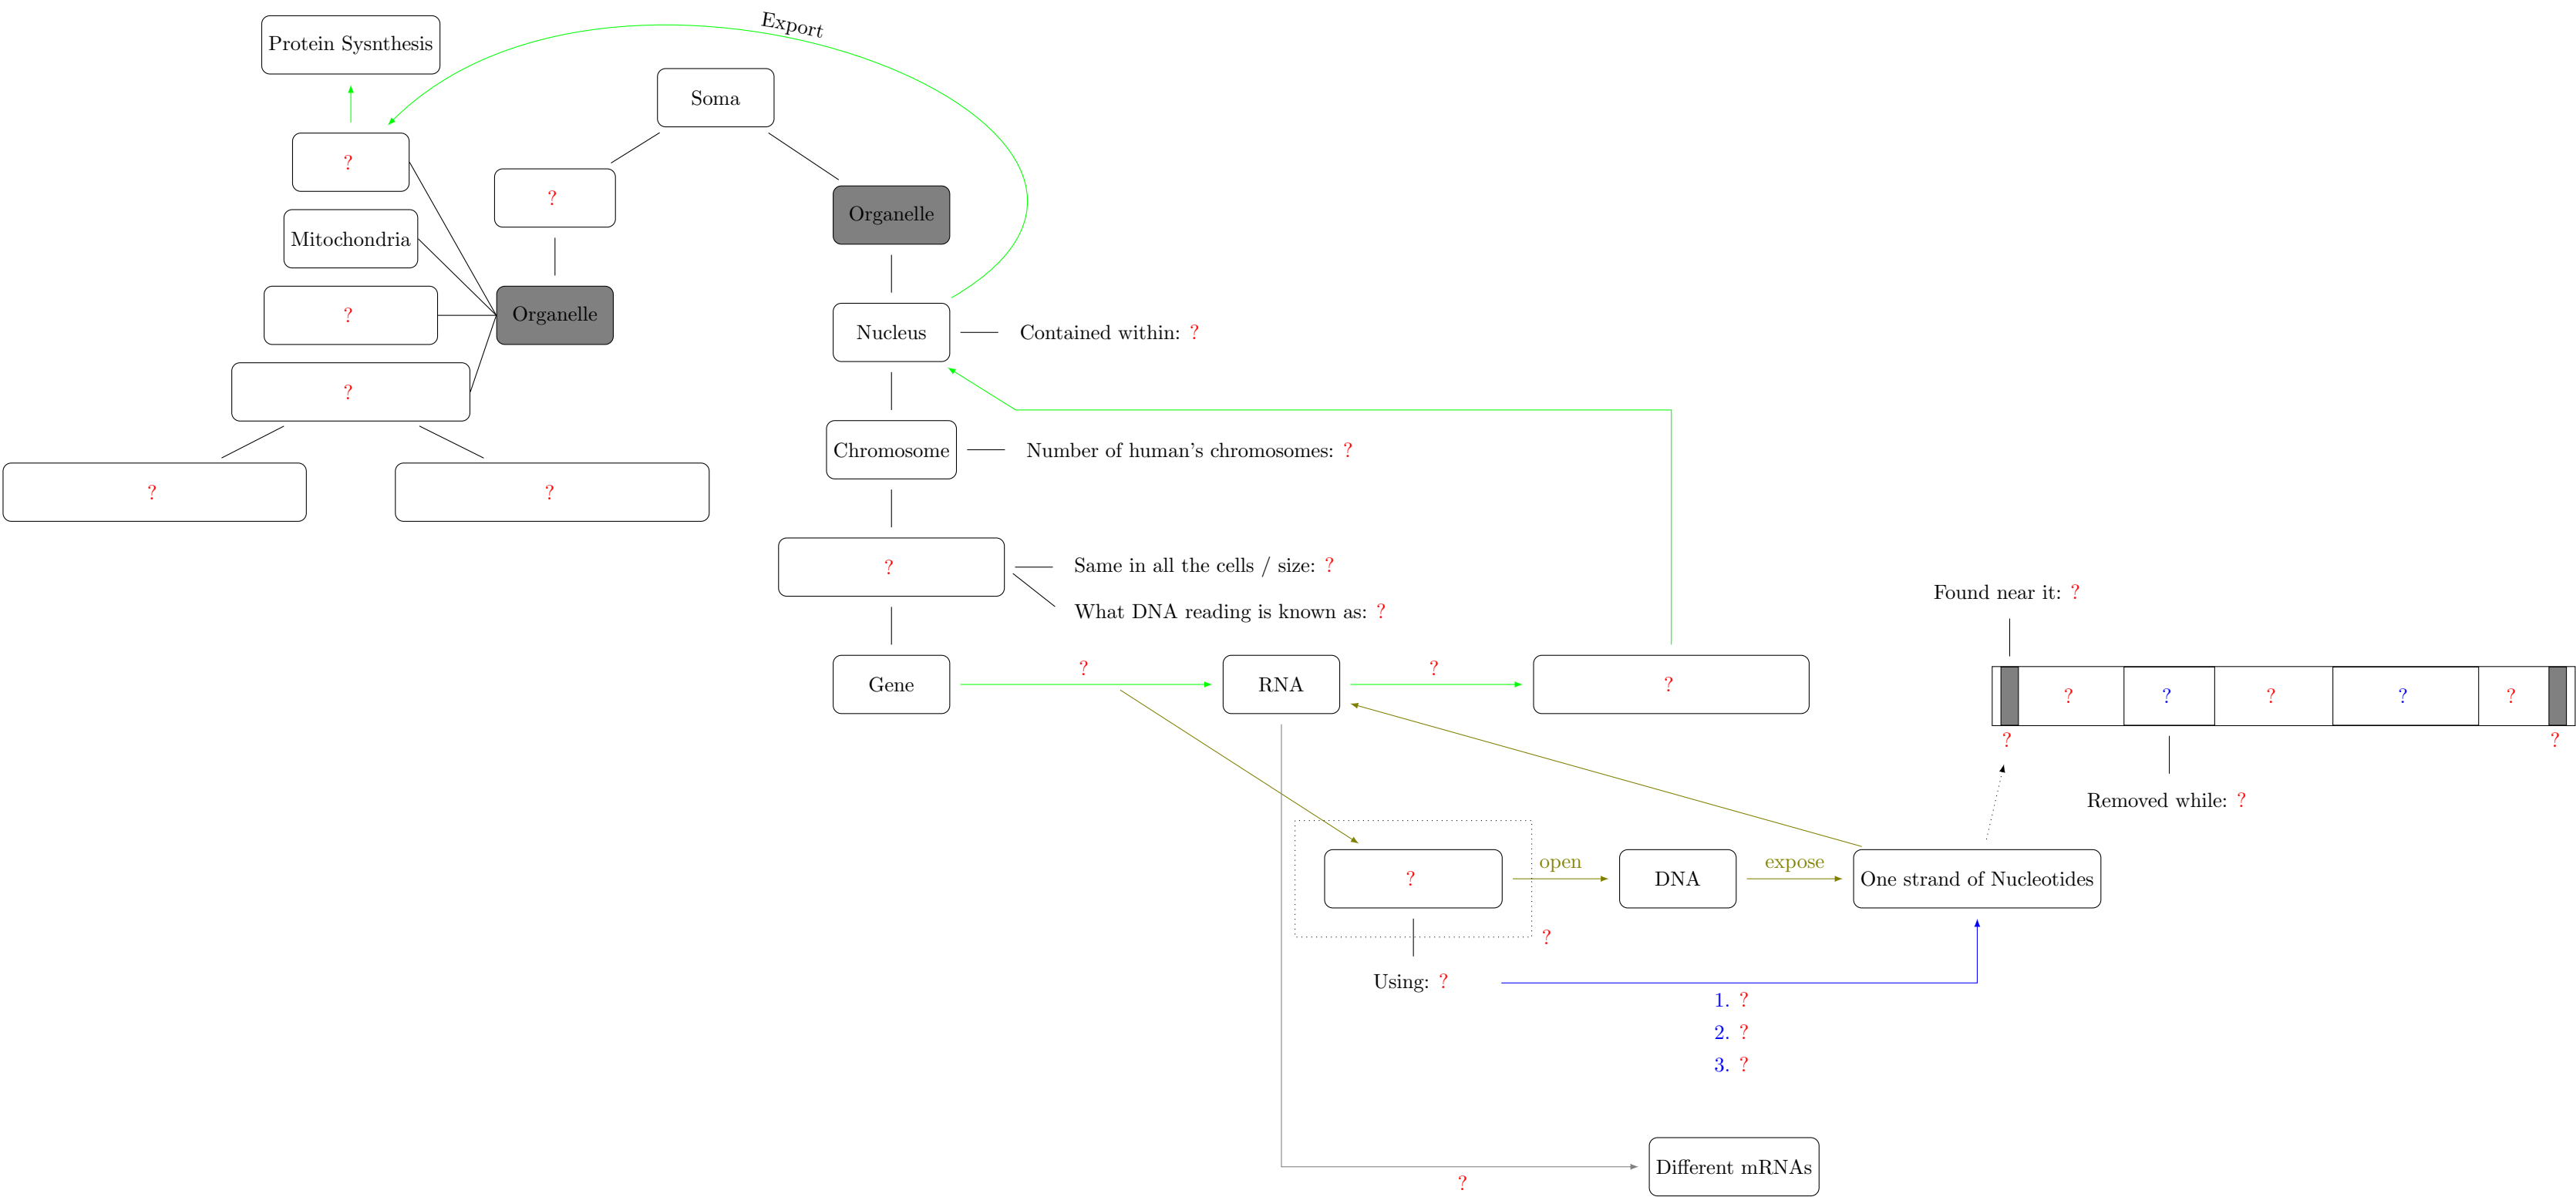 Export
Protein Sysnthesis
Soma
?
?
Organelle
Mitochondria
?
Organelle
Nucleus
Contained within: ?
?
Chromosome
Number of human's chromosomes: ?
?
?
?
Same in all the cells / size: ?
What DNA reading is known as: ?
Found near it: ?
Gene
?
RNA
?
?
?
?
?
?
?
?
?
Removed while: ?
?
open
DNA
expose
One strand of Nucleotides
?
Using: ?
1. ?
2. ?
3. ?
Different mRNAs
?